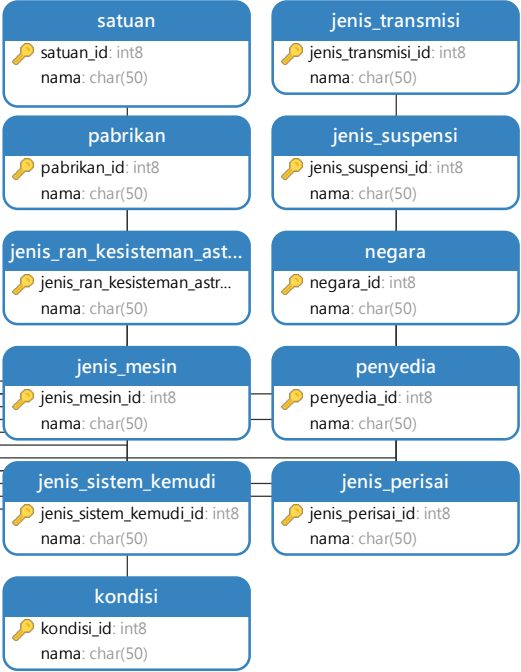 satuan
satuan_id: int8
nama: char(50)
jenis_transmisi
jenis_transmisi_id: int8
nama: char(50)
pabrikan
pabrikan_id: int8
nama: char(50)
jenis_suspensi
jenis_suspensi_id: int8
nama: char(50)
jenis_ran_kesisteman_ast...
jenis_ran_kesisteman_astr...
nama: char(50)
negara
negara_id: int8
nama: char(50)
jenis_mesin
jenis_mesin_id: int8
nama: char(50)
penyedia
penyedia_id: int8
nama: char(50)
jenis_sistem_kemudi
jenis_sistem_kemudi_id: int8
nama: char(50)
jenis_perisai
jenis_perisai_id: int8
nama: char(50)
kondisi
kondisi_id: int8
nama: char(50)